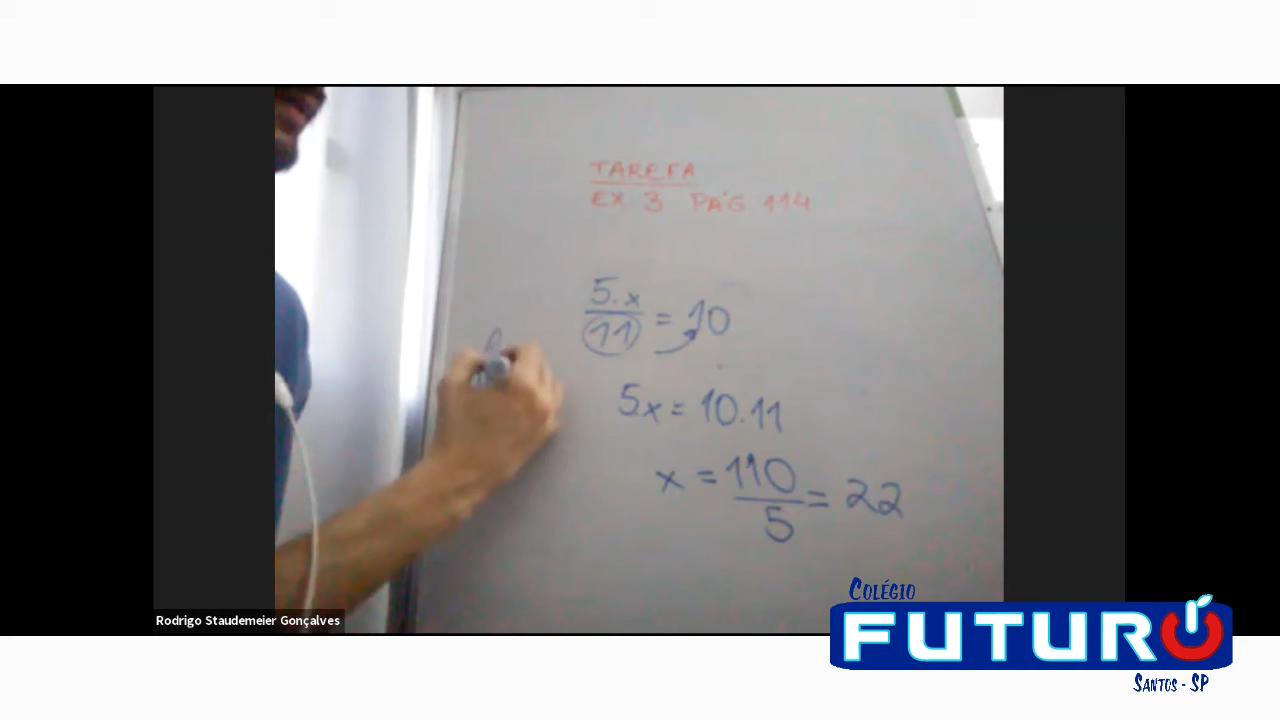 TAREFA
EX 3 PÁG 114
5.x
11 = 10
5x = 10.11
x = 110
5 = 22
Rodrigo Staudemeier Gonçalves
COLÉGIO
FUTURO
SANTOS - SP